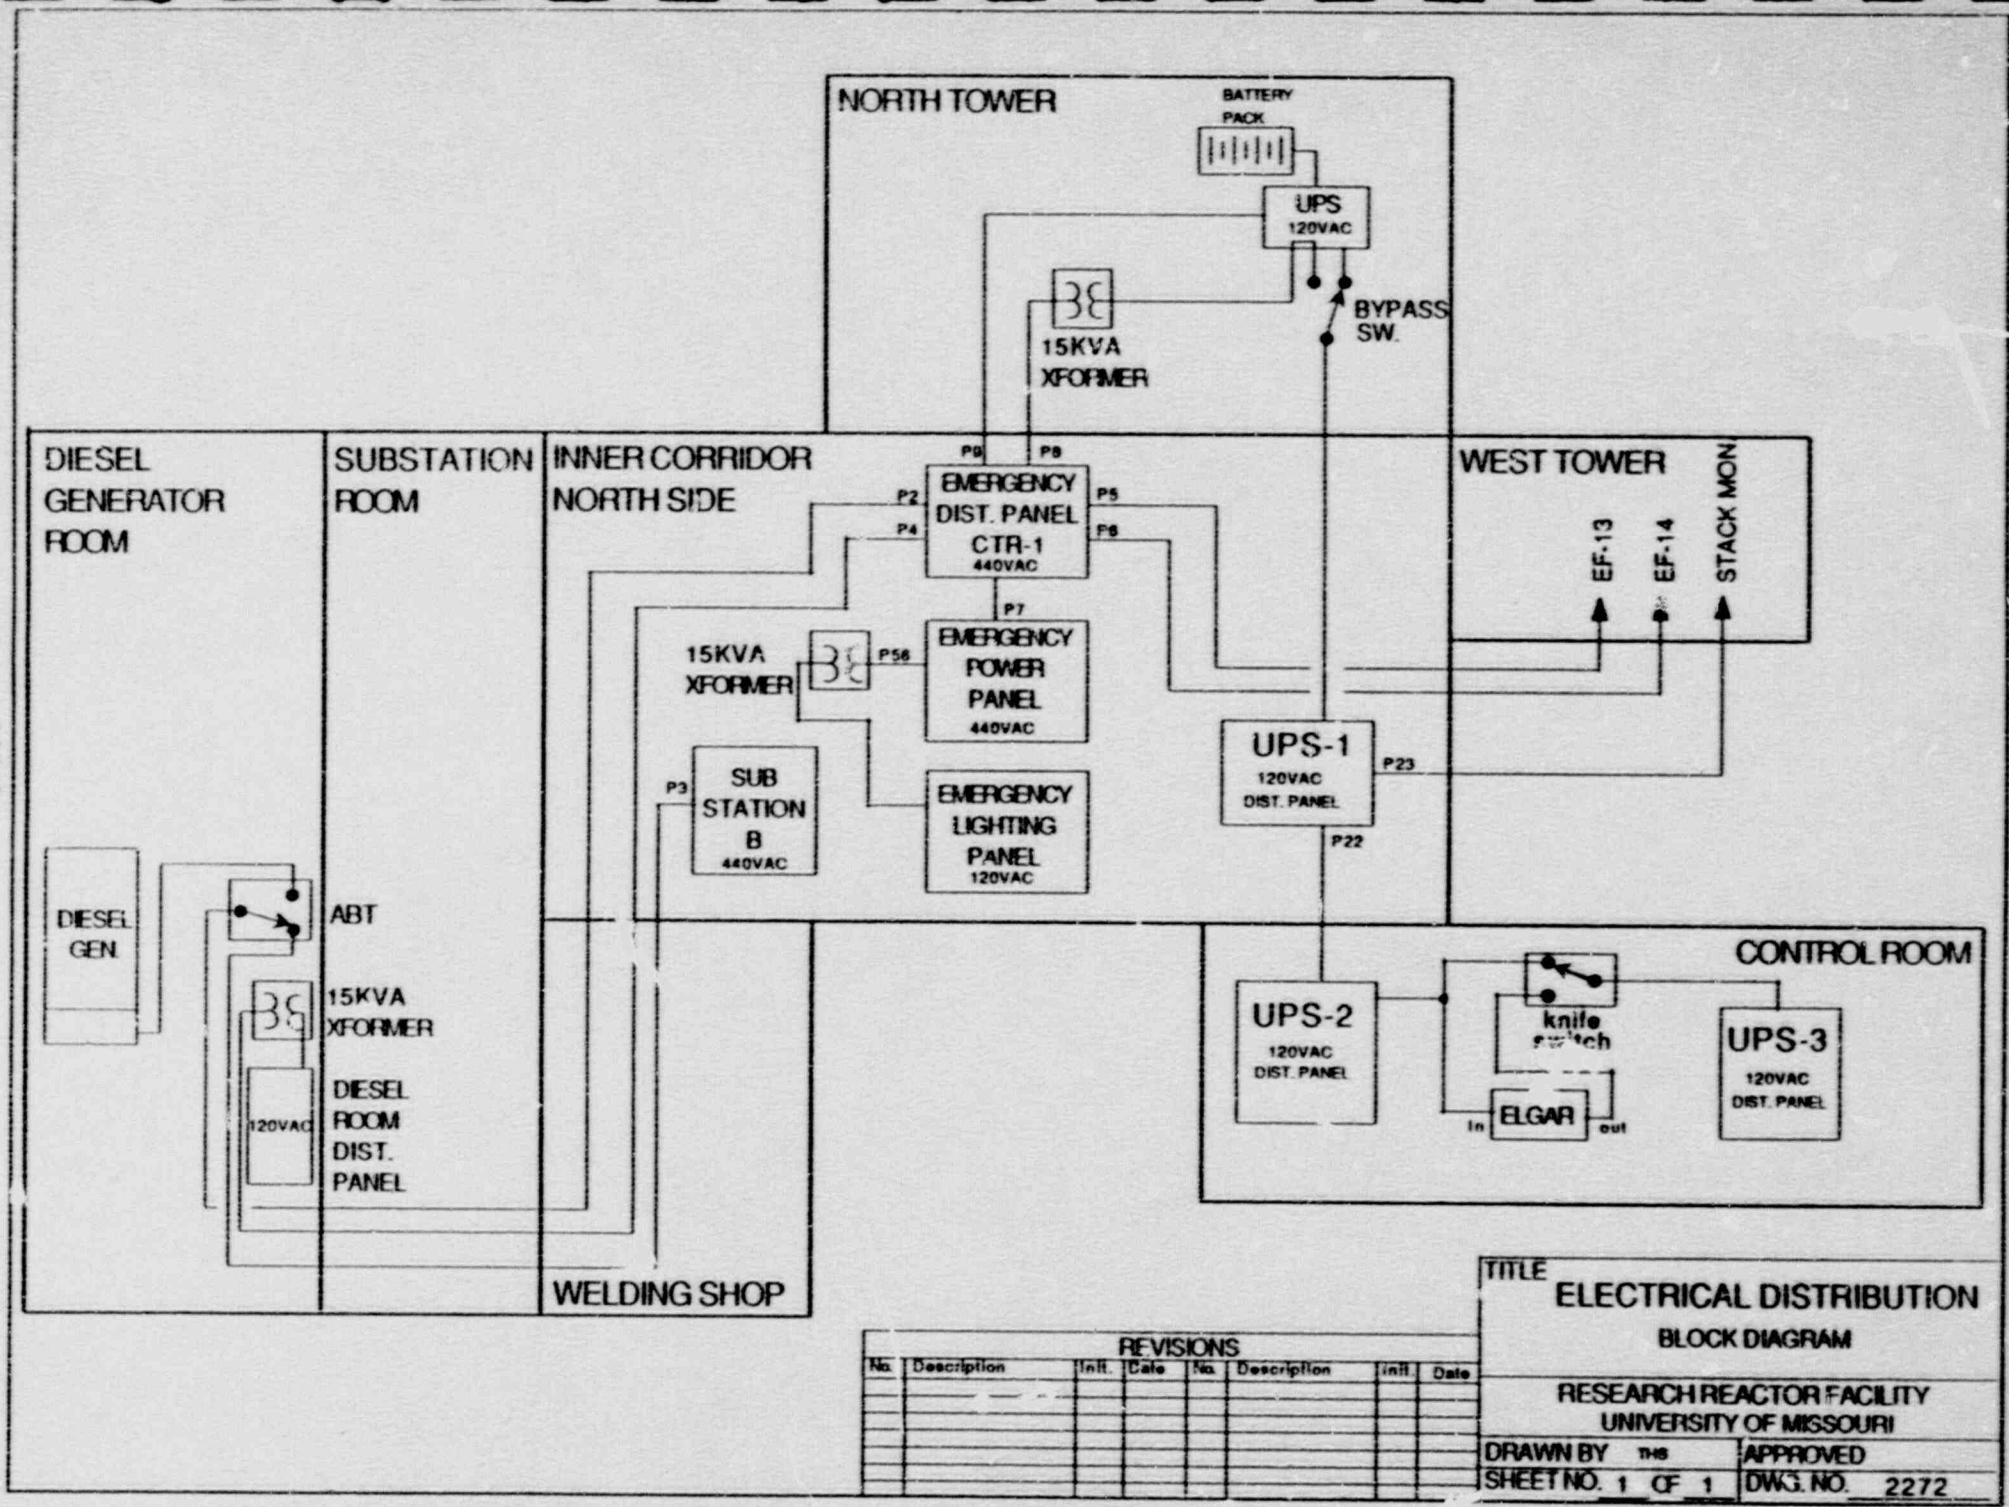 NORTH TOWER
BATTERY
PACK
UPS
120VAC
BYPASS
SW.
15KVA
XFORMER
DIESEL
GENERATOR
ROOM
SUBSTATION
ROOM
INNER CORRIDOR
NORTH SIDE
P9
P8
P2
P4
EMERGENCY
DIST. PANEL
CTR-1
440VAC
P5
P6
P7
WEST TOWER
EF-13
EF-14
STACK MON.
15KVA
XFORMER
P56
EMERGENCY
POWER
PANEL
440VAC
P3
SUB
STATION
B
440VAC
EMERGENCY
LIGHTING
PANEL
120VAC
UPS-1
120VAC
DIST. PANEL
P23
P22
DIESEL
GEN.
ABT
15KVA
XFORMER
120VAC
DIESEL
ROOM
DIST.
PANEL
WELDING SHOP
CONTROL ROOM
UPS-2
120VAC
DIST. PANEL
knife
switch
In
ELGAR
out
UPS-3
120VAC
DIST. PANEL
REVISIONS
No. Description Init. Date No. Description Init. Date
TITLE
ELECTRICAL DISTRIBUTION
BLOCK DIAGRAM
RESEARCH REACTOR FACILITY
UNIVERSITY OF MISSOURI
DRAWN BY THS APPROVED
SHEET NO. 1 OF 1 DWG. NO. 2272